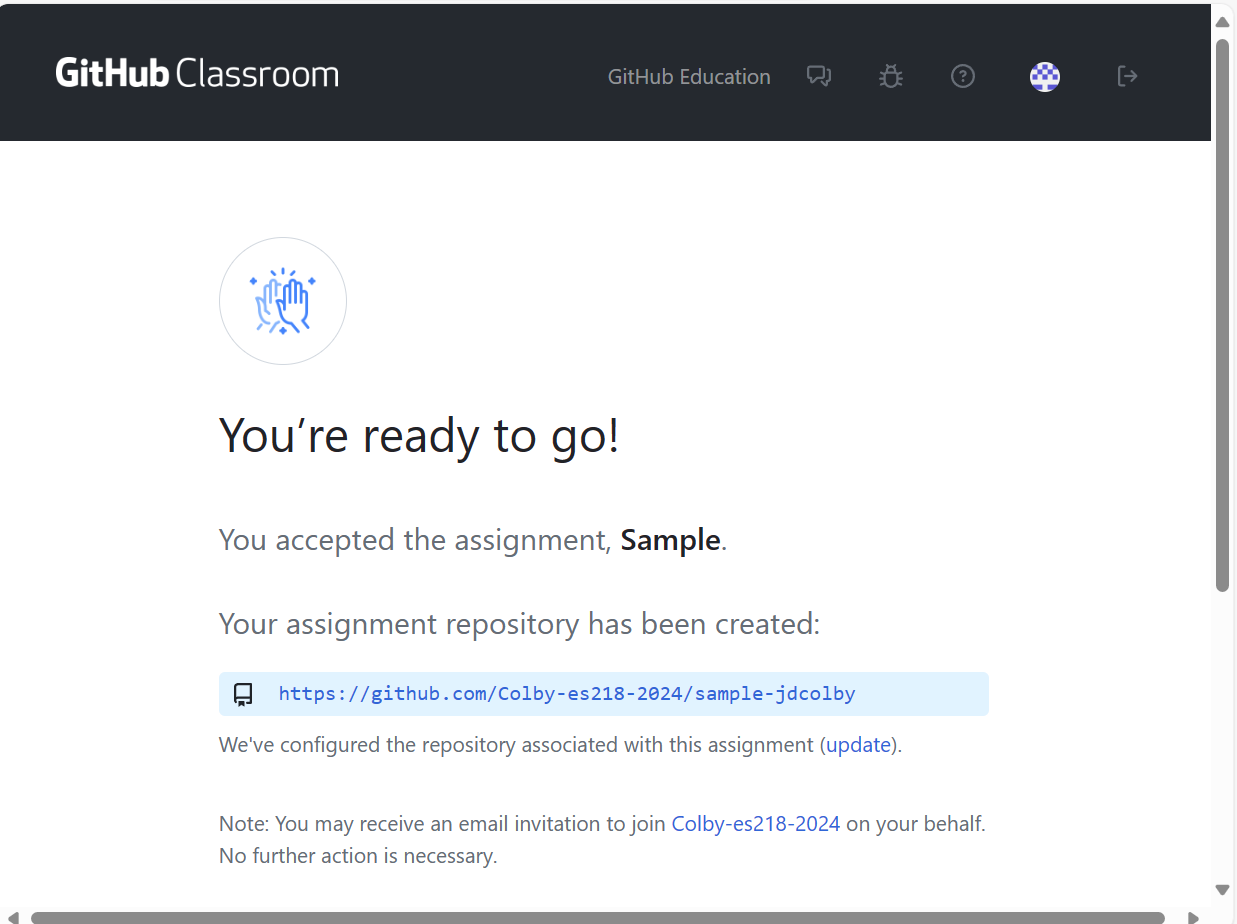 GitHub Classroom
GitHub Education
You’re ready to go!
You accepted the assignment, Sample.
Your assignment repository has been created:
https://github.com/Colby-es218-2024/sample-jdcolby
We've configured the repository associated with this assignment (update).
Note: You may receive an email invitation to join Colby-es218-2024 on your behalf.
No further action is necessary.